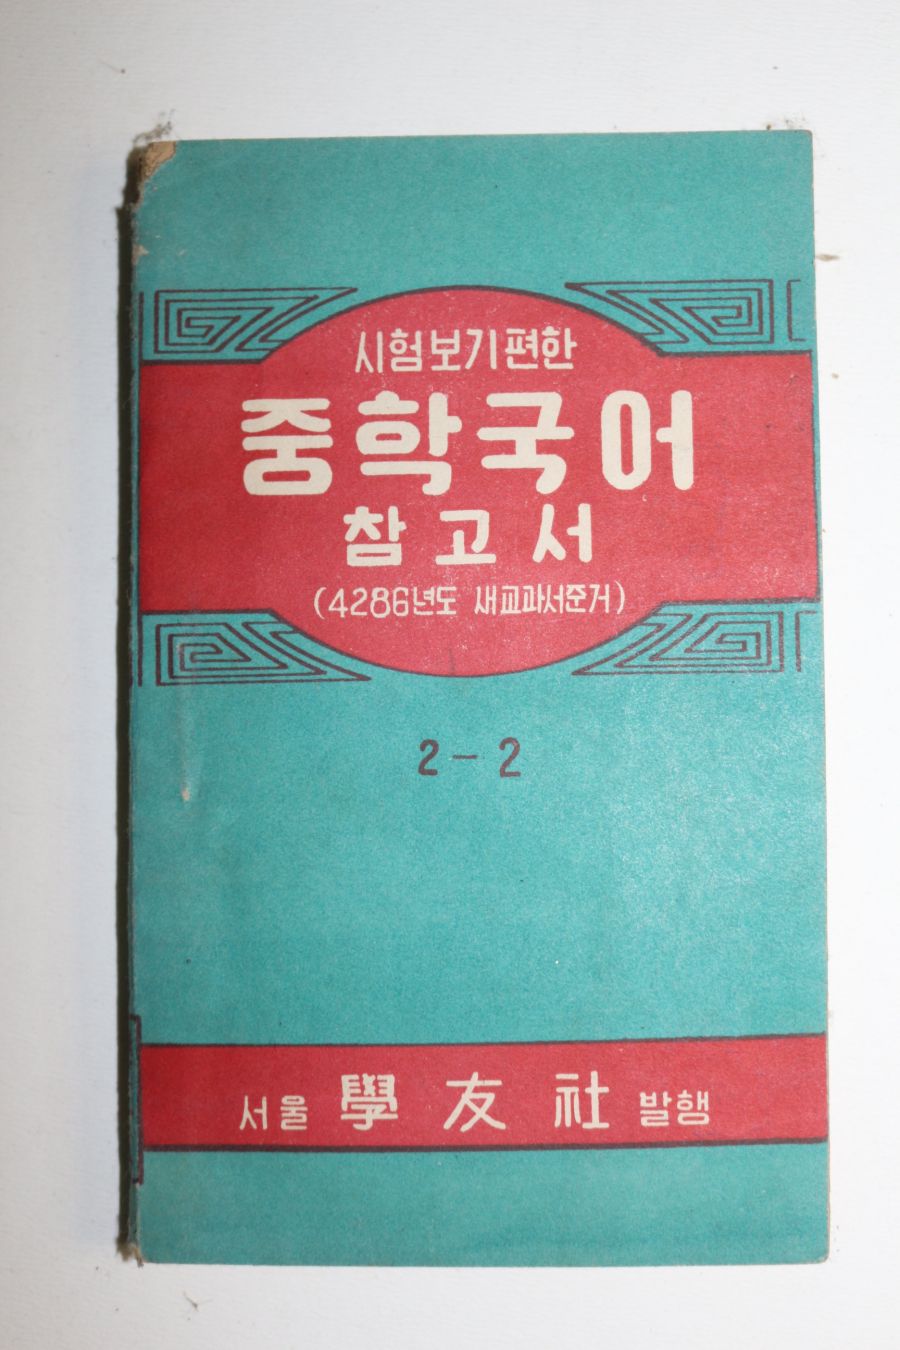 시험보기편한
중학국어
참고서
(4286년도 새교과서준거)
2-2
서울 學友社 발행